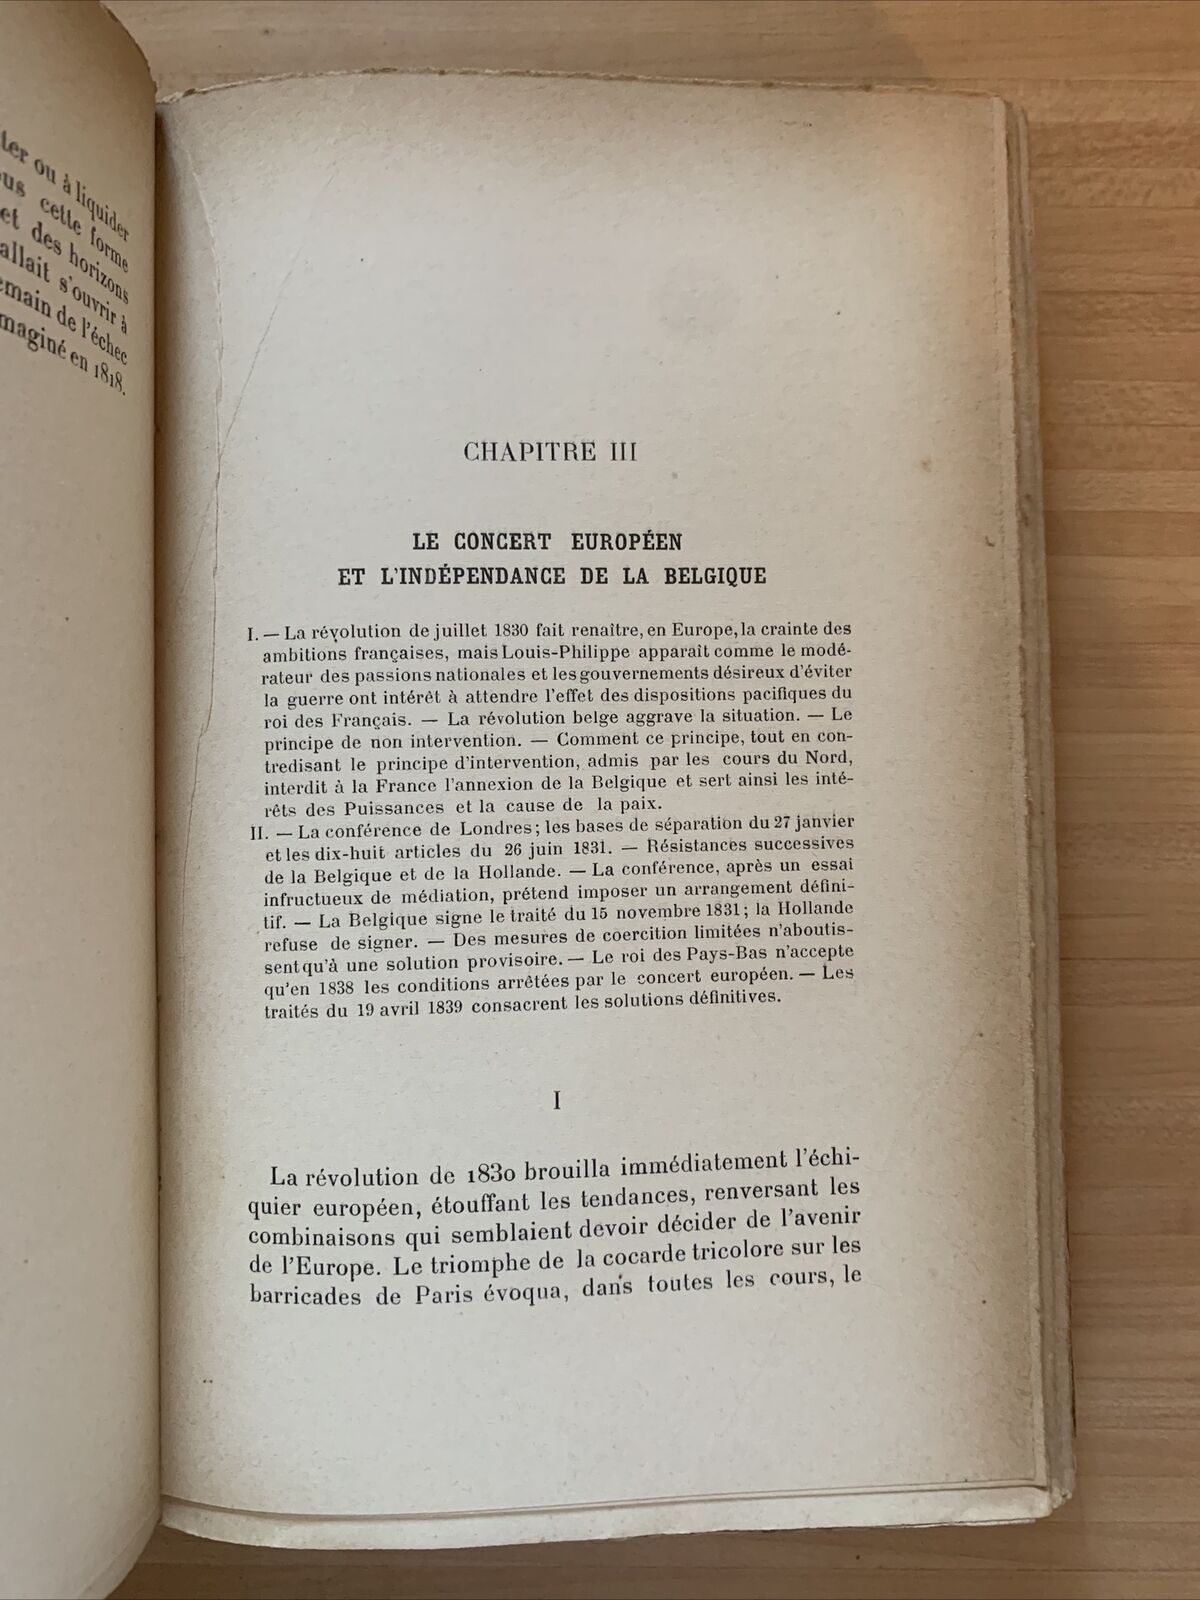 ou à liquider
cette forme
et des horizons
allait s'ouvrir à
de l'échec
en 1818.
CHAPITRE III
LE CONCERT EUROPÉEN
ET L'INDÉPENDANCE DE LA BELGIQUE
I. — La révolution de juillet 1830 fait renaître, en Europe, la crainte des
ambitions françaises, mais Louis-Philippe apparaît comme le modé-
rateur des passions nationales et les gouvernements désireux d'éviter
la guerre ont intérêt à attendre l'effet des dispositions pacifiques du
roi des Français. — La révolution belge aggrave la situation. — Le
principe de non intervention. — Comment ce principe, tout en con-
tredisant le principe d'intervention, admis par les cours du Nord,
interdit à la France l'annexion de la Belgique et sert ainsi les inté-
rêts des Puissances et la cause de la paix.
II. — La conférence de Londres; les bases de séparation du 27 janvier
et les dix-huit articles du 26 juin 1831. — Résistances successives
de la Belgique et de la Hollande. — La conférence, après un essai
infructueux de médiation, prétend imposer un arrangement défini-
tif. — La Belgique signe le traité du 15 novembre 1831; la Hollande
refuse de signer. — Des mesures de coercition limitées n'aboutis-
sent qu'à une solution provisoire. — Le roi des Pays-Bas n'accepte
qu'en 1838 les conditions arrêtées par le concert européen. — Les
traités du 19 avril 1839 consacrent les solutions définitives.
I
La révolution de 1830 brouilla immédiatement l'échi-
quier européen, étouffant les tendances, renversant les
combinaisons qui semblaient devoir décider de l'avenir
de l'Europe. Le triomphe de la cocarde tricolore sur les
barricades de Paris évoqua, dans toutes les cours, le